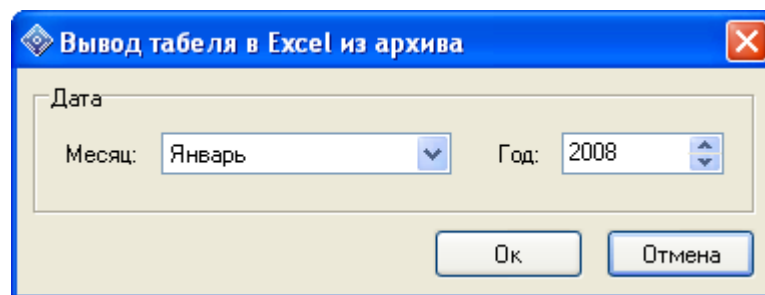 Вывод табеля в Excel из архива
Дата
Месяц: Январь Год: 2008
Ок Отмена